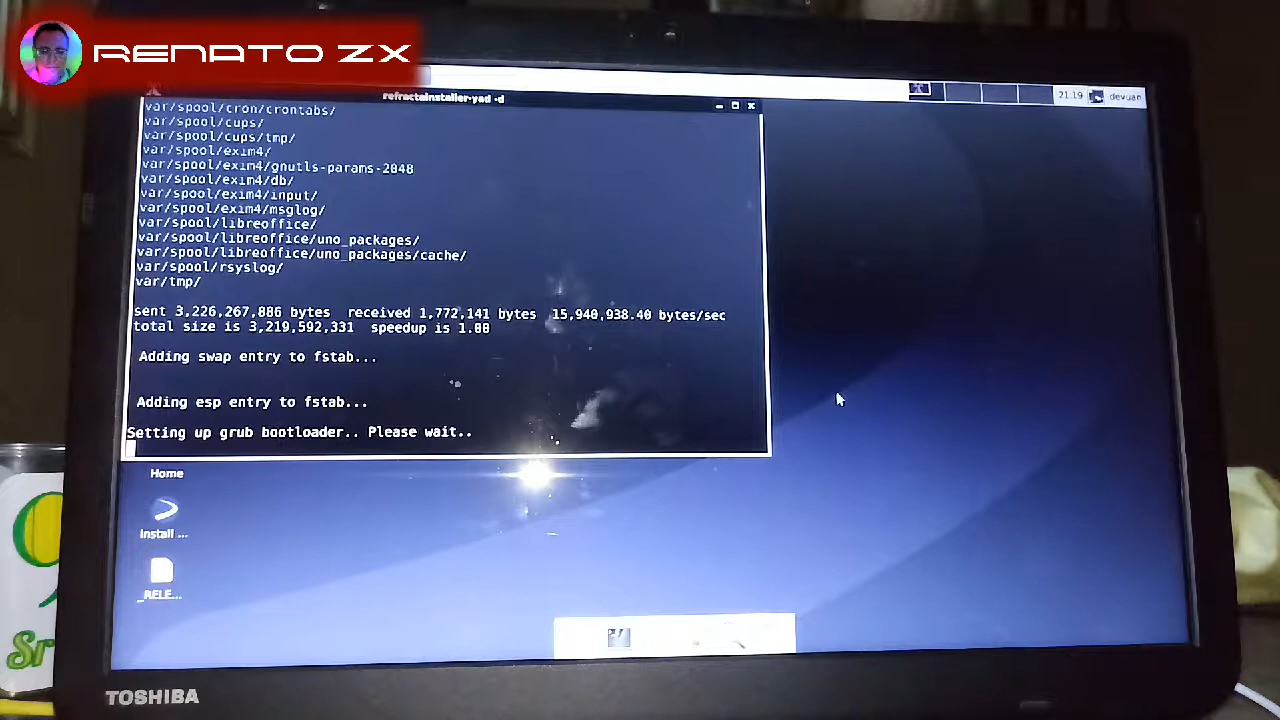 RENATO ZX
refractainstaller-yad -d
21:19 devuan
var/spool/cron/crontabs/
var/spool/cups/
var/spool/cups/tmp/
var/spool/exim4/
var/spool/exim4/gnutls-params-2048
var/spool/exim4/db/
var/spool/exim4/input/
var/spool/exim4/msglog/
var/spool/libreoffice/
var/spool/libreoffice/uno_packages/
var/spool/libreoffice/uno_packages/cache/
var/spool/rsyslog/
var/tmp/
sent 3,226,267,886 bytes received 1,772,141 bytes 15,940,938.40 bytes/sec
total size is 3,219,592,331 speedup is 1.00
Adding swap entry to fstab...
Adding esp entry to fstab...
Setting up grub bootloader.. Please wait..
Home
Install ...
_RELE...
Sr
TOSHIBA